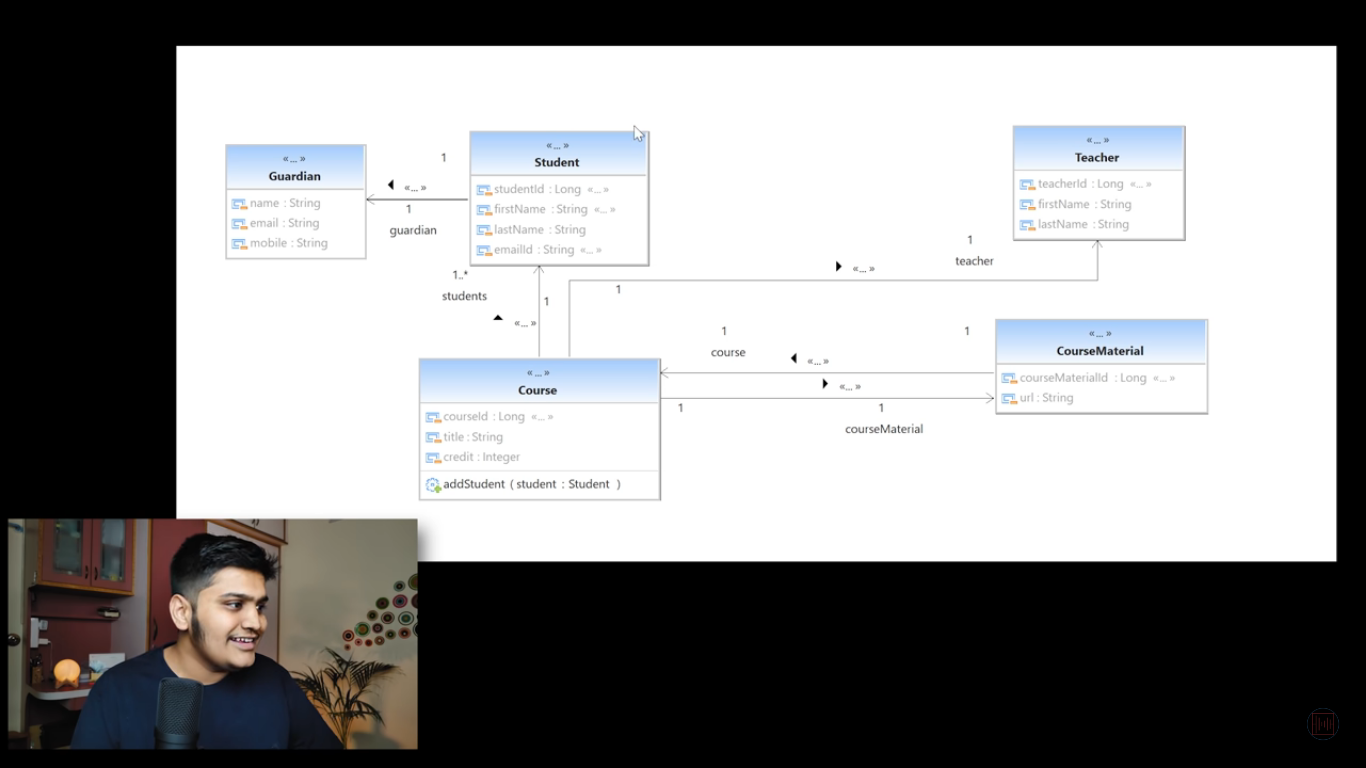 «... »
Guardian
name : String
email : String
mobile : String
1
«... »
1
guardian
«... »
Student
studentId : Long «... »
firstName : String «... »
lastName : String
emailId : String «... »
«... »
Teacher
teacherId : Long «... »
firstName : String
lastName : String
1..*
students
1
«... »
1
«... »
1
teacher
1
course
«... »
1
«... »
1
1
courseMaterial
«... »
CourseMaterial
courseMaterialId : Long «... »
url : String
«... »
Course
courseId : Long «... »
title : String
credit : Integer
addStudent ( student : Student )